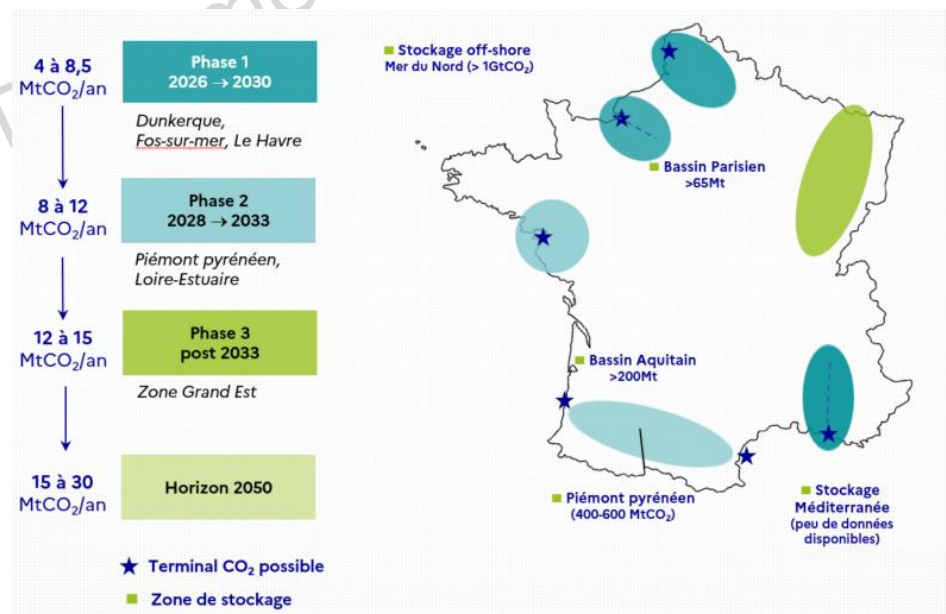 4 à 8,5
MtCO₂/an
Phase 1
2026 → 2030
Dunkerque,
Fos-sur-mer, Le Havre
8 à 12
MtCO₂/an
Phase 2
2028 → 2033
Piémont pyrénéen,
Loire-Estuaire
12 à 15
MtCO₂/an
Phase 3
post 2033
Zone Grand Est
15 à 30
MtCO₂/an
Horizon 2050
Terminal CO₂ possible
Zone de stockage
Stockage off-shore
Mer du Nord (> 1GtCO₂)
Bassin Parisien
>65Mt
Bassin Aquitain
>200Mt
Piémont pyrénéen
(400-600 MtCO₂)
Stockage
Méditerranée
(peu de données
disponibles)